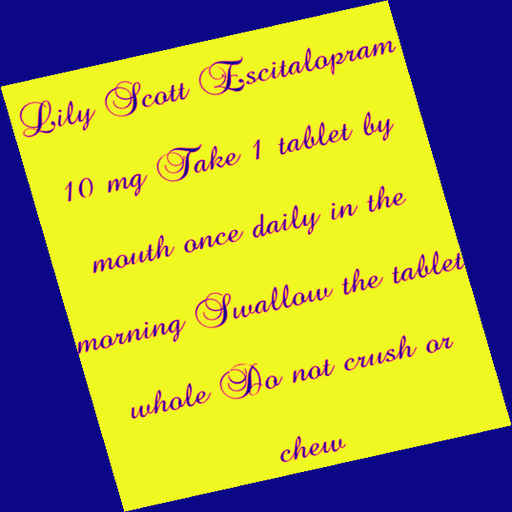 Lily Scott Escitalopram
10 mg Take 1 tablet by
mouth once daily in the
morning Swallow the tablet
whole Do not crush or
chew